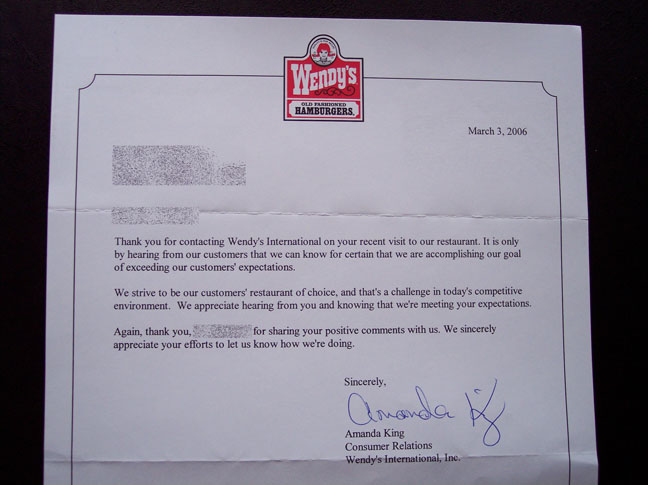 WENDY'S
OLD FASHIONED
HAMBURGERS.
March 3, 2006
Thank you for contacting Wendy's International on your recent visit to our restaurant. It is only
by hearing from our customers that we can know for certain that we are accomplishing our goal
of exceeding our customers' expectations.
We strive to be our customers' restaurant of choice, and that's a challenge in today's competitive
environment. We appreciate hearing from you and knowing that we're meeting your expectations.
Again, thank you, for sharing your positive comments with us. We sincerely
appreciate your efforts to let us know how we're doing.
Sincerely,
Amanda King
Amanda King
Consumer Relations
Wendy's International, Inc.